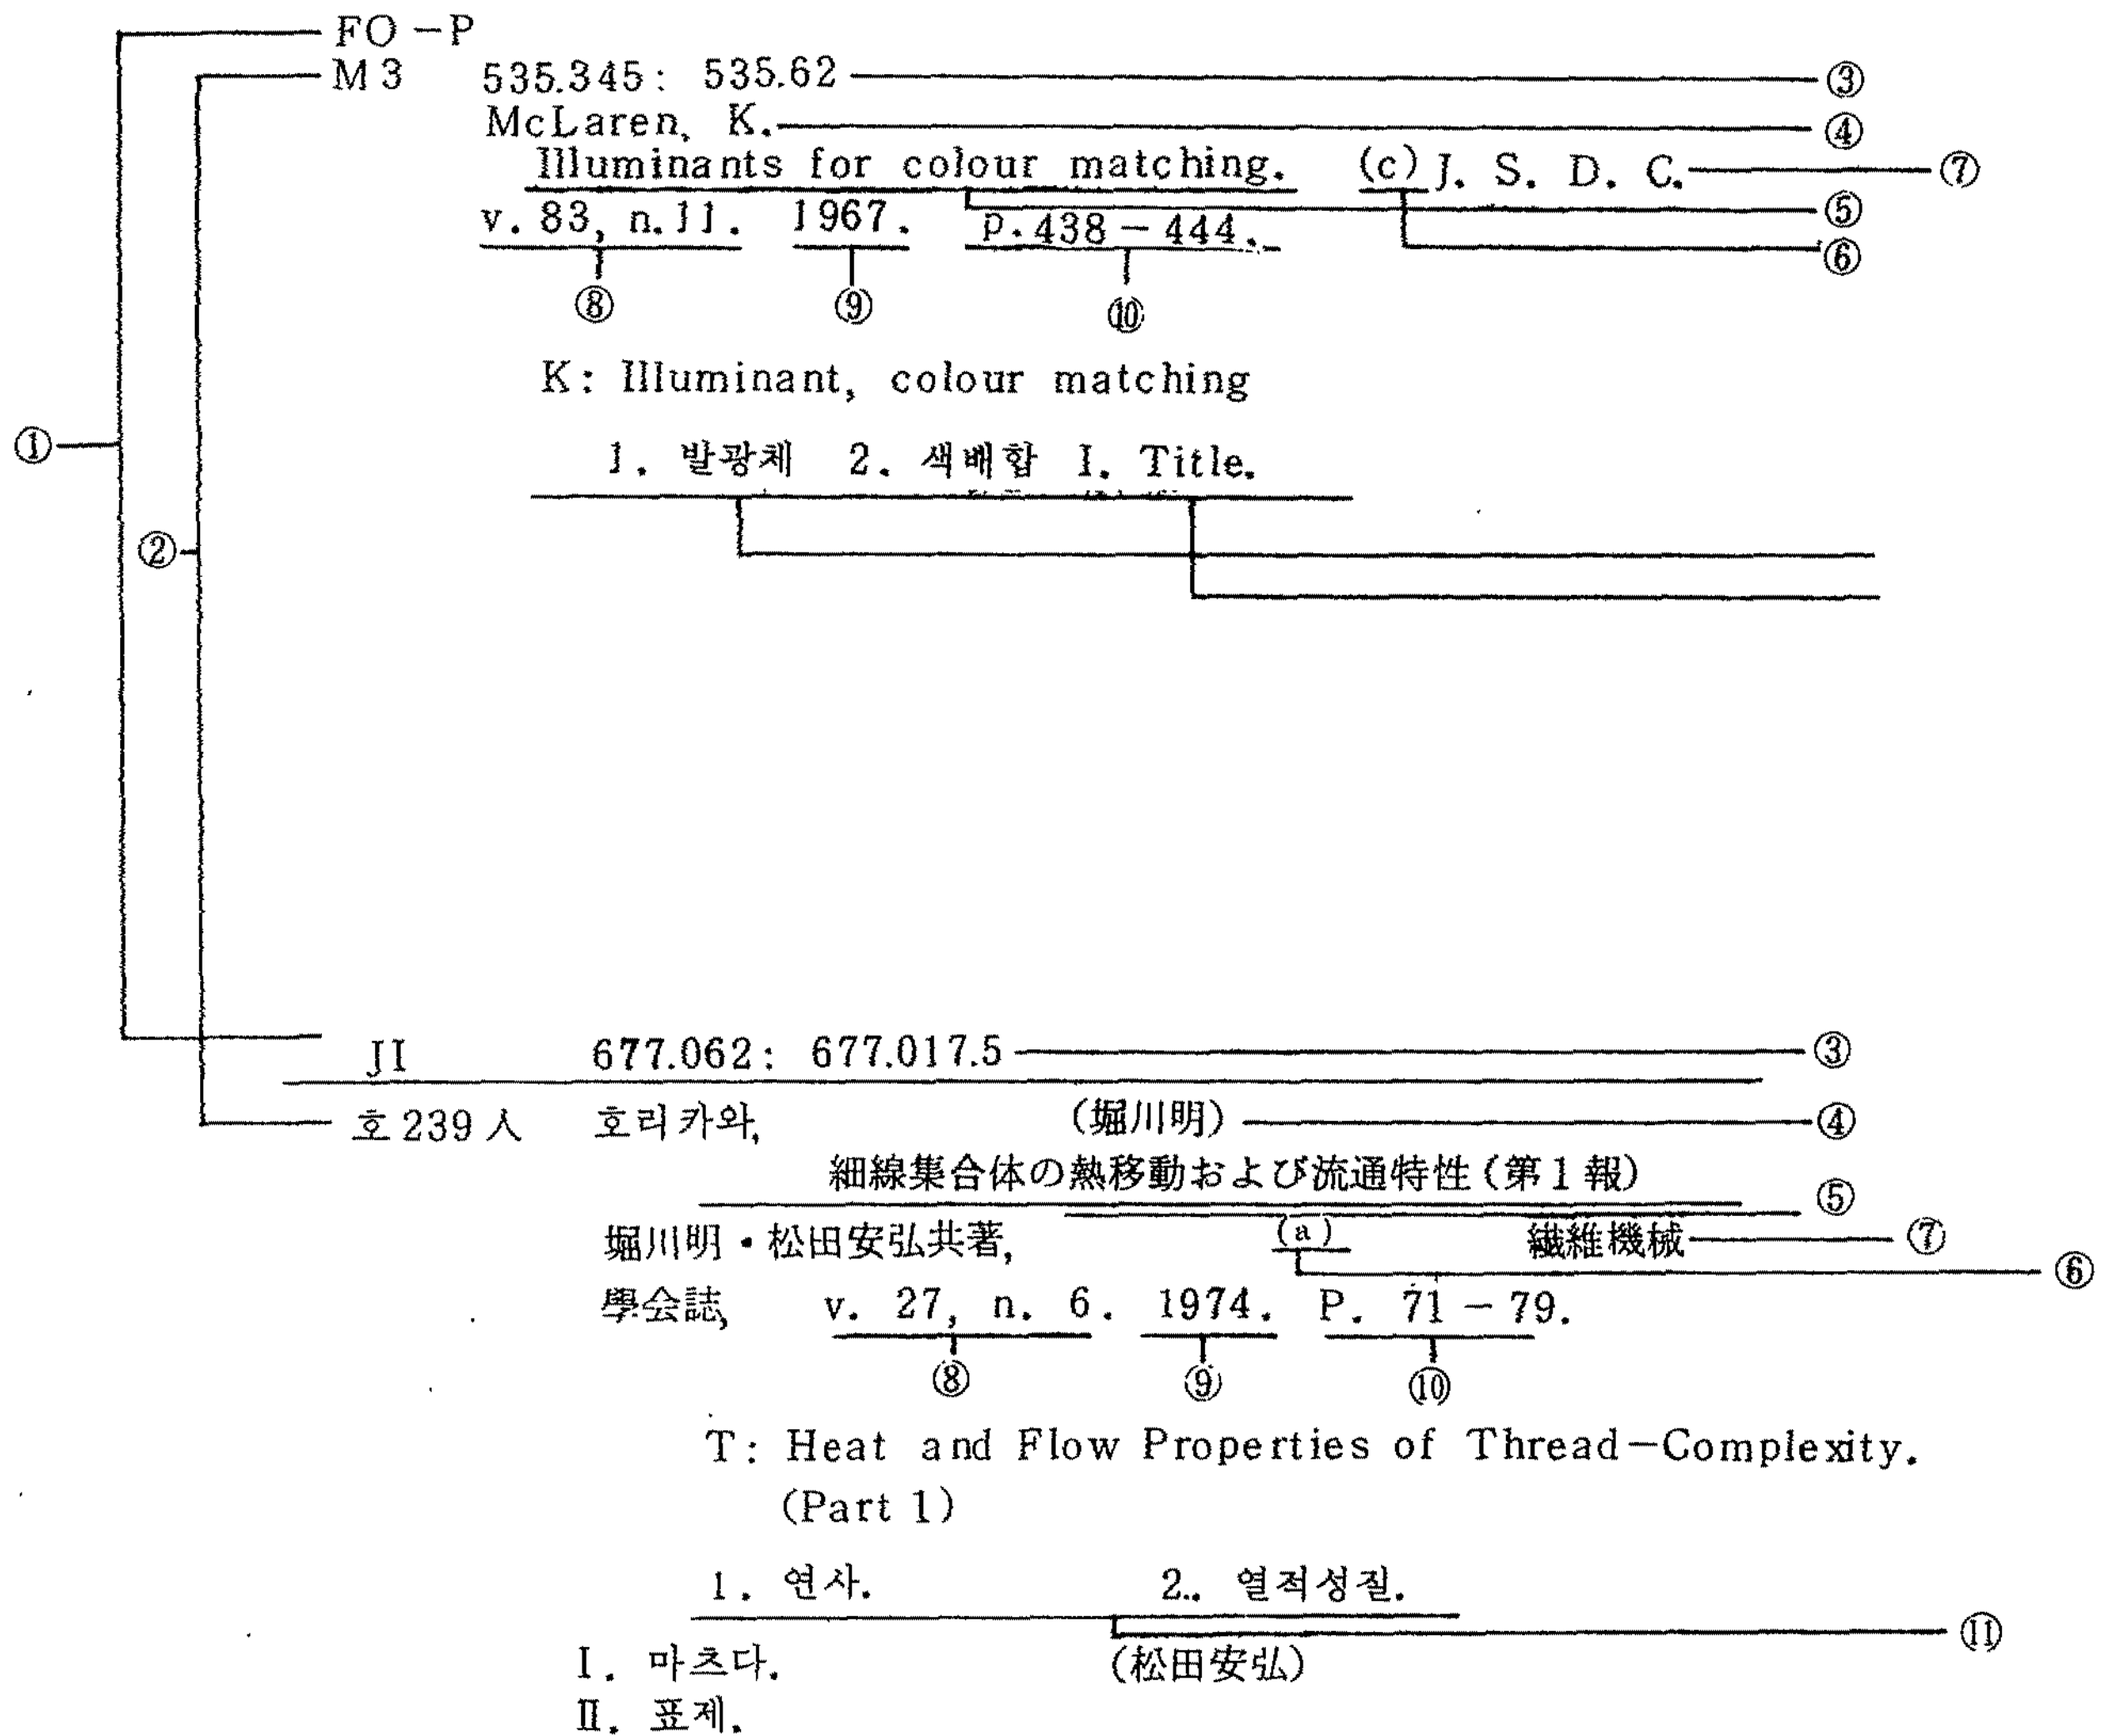 FO-P
M3 535.345: 535.62 ③
McLaren, K. ④
Illuminants for colour matching. (c) J. S. D. C. ⑦
⑤
v. 83, n. 11. 1967. p. 438-444.
⑥
⑧ ⑨ ⑩
K: Illuminant, colour matching
①
1. 발광체 2. 색배합 I. Title.
②
JI 677.062: 677.017.5 ③
호239人 호리카와, (堀川明) ④
細線集合体の熱移動および流通特性(第1報)
⑤
堀川明・松田安弘共著, (a) 繊維機械 ⑦
⑥
學会誌, v. 27, n. 6. 1974. P. 71-79.
⑧ ⑨ ⑩
T: Heat and Flow Properties of Thread-Complexity.
(Part 1)
1. 연사. 2.. 열적성질.
⑪
I. 마츠다. (松田安弘)
II. 표제.